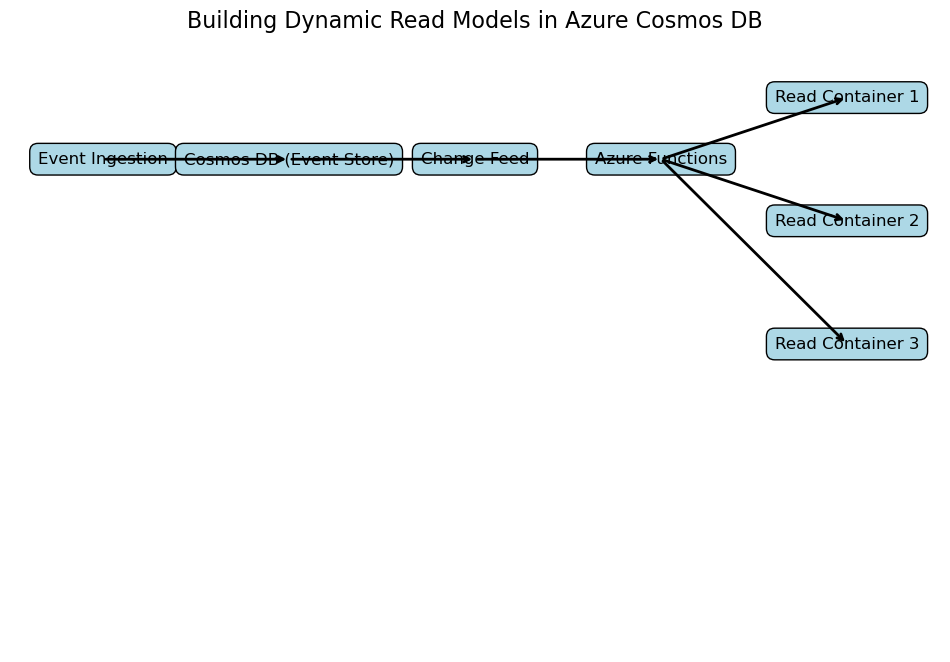 Building Dynamic Read Models in Azure Cosmos DB
Read Container 1
Event Ingestion
Cosmos DB (Event Store)
Change Feed
Azure Functions
Read Container 2
Read Container 3